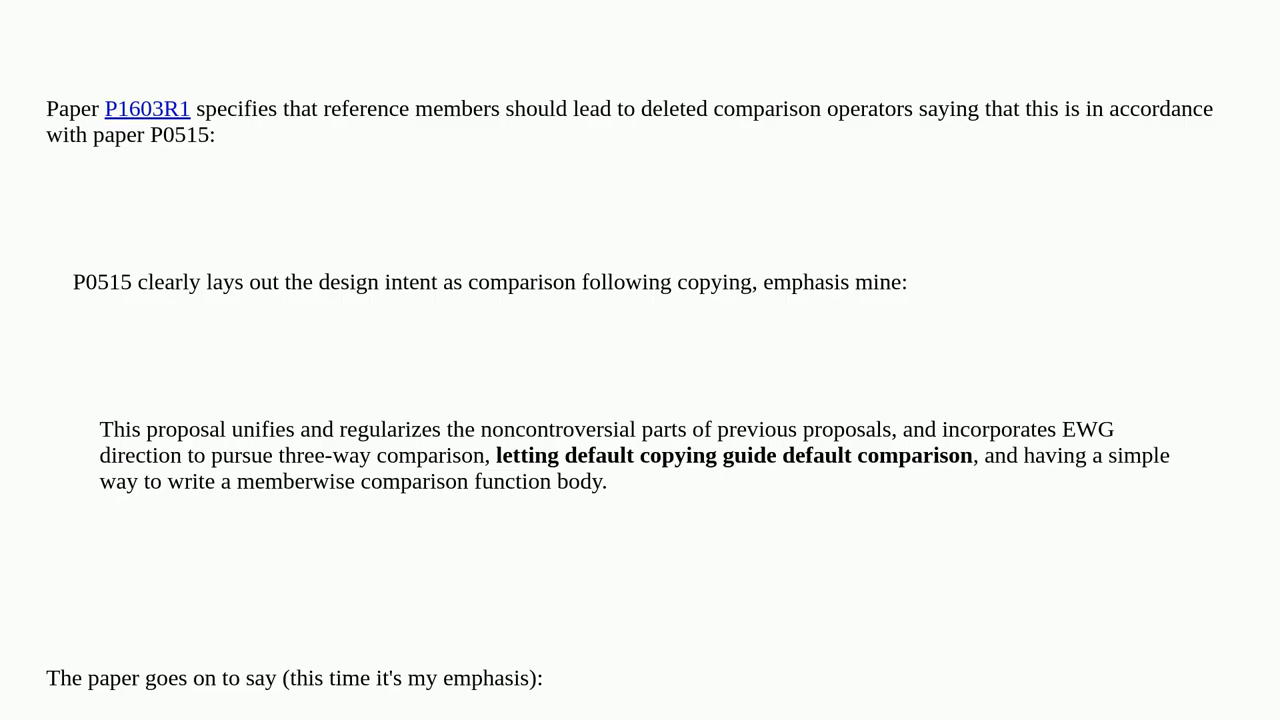 Paper P1603R1 specifies that reference members should lead to deleted comparison operators saying that this is in accordance
with paper P0515:
P0515 clearly lays out the design intent as comparison following copying, emphasis mine:
This proposal unifies and regularizes the noncontroversial parts of previous proposals, and incorporates EWG
direction to pursue three-way comparison, letting default copying guide default comparison, and having a simple
way to write a memberwise comparison function body.
The paper goes on to say (this time it's my emphasis):